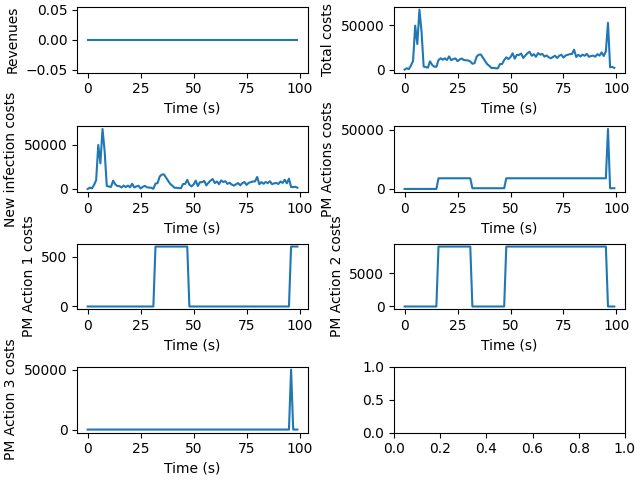 Revenues
0.05
0.00
−0.05
0 25 50 75 100
Time (s)
Total costs
50000
0
0 25 50 75 100
Time (s)
New infection costs
50000
0
0 25 50 75 100
Time (s)
PM Actions costs
50000
0
0 25 50 75 100
Time (s)
PM Action 1 costs
500
0
0 25 50 75 100
Time (s)
PM Action 2 costs
5000
0
0 25 50 75 100
Time (s)
PM Action 3 costs
50000
0
0 25 50 75 100
Time (s)
1.0
0.5
0.0
0.0 0.2 0.4 0.6 0.8 1.0